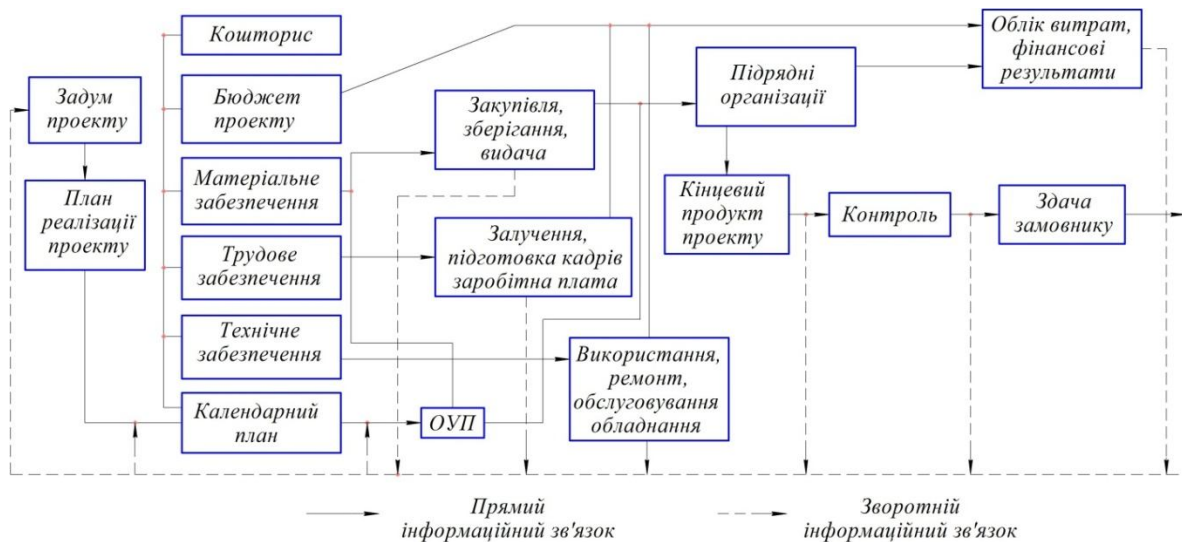 Кошторис
Задум
проекту
Бюджет
проекту
План
реалізації
проекту
Матеріальне
забезпечення
Трудове
забезпечення
Технічне
забезпечення
Календарний
план
Закупівля,
зберігання,
видача
Залучення,
підготовка кадрів
заробітна плата
ОУП
Використання,
ремонт,
обслуговування
обладнання
Підрядні
організації
Кінцевий
продукт
проекту
Контроль
Облік витрат,
фінансові
результати
Здача
замовнику
Прямий
інформаційний зв'язок
Зворотній
інформаційний зв'язок